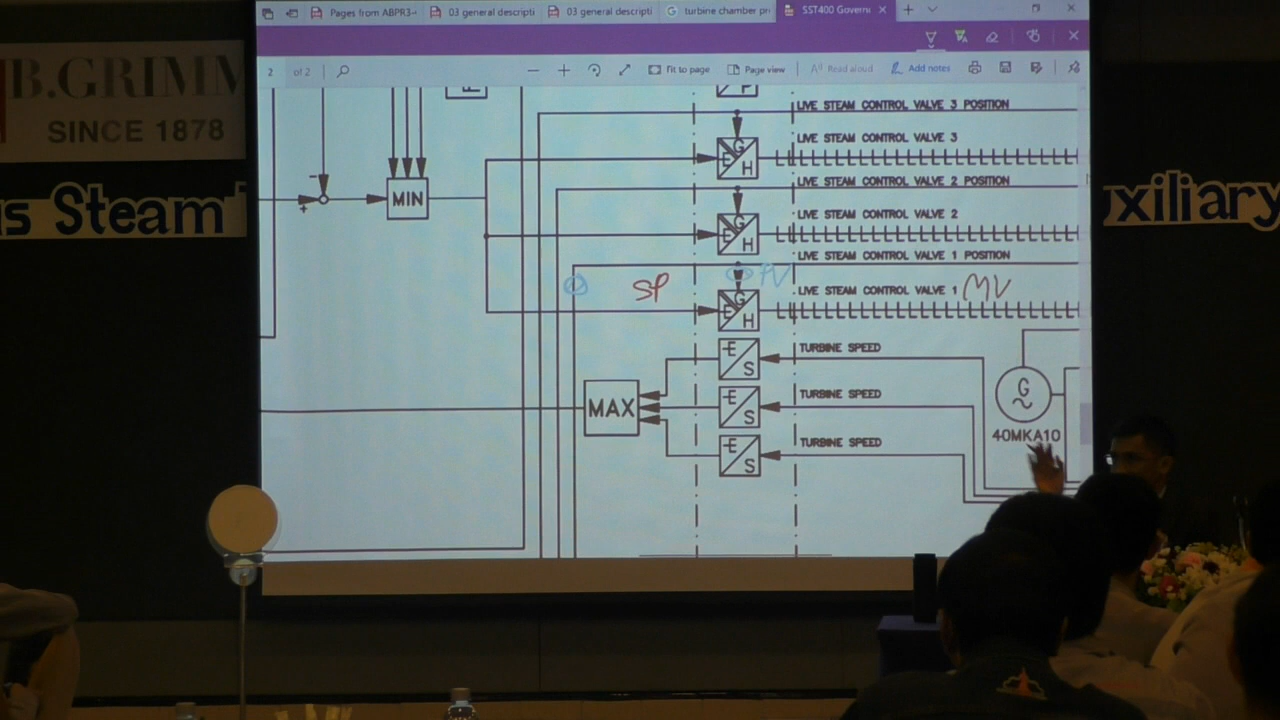 Pages from ABPR3-
03 general descripti
03 general descripti
turbine chamber pr
SST400 Govern
2 of 2
Fit to page
Page view
Read aloud
Add notes
B.GRIMM
SINCE 1878
s Steam
xiliary
LIVE STEAM CONTROL VALVE 3 POSITION
LIVE STEAM CONTROL VALVE 3
E G H
LIVE STEAM CONTROL VALVE 2 POSITION
- + MIN
LIVE STEAM CONTROL VALVE 2
E G H
LIVE STEAM CONTROL VALVE 1 POSITION
SP PV
LIVE STEAM CONTROL VALVE 1 MV
E G H
TURBINE SPEED
E S
TURBINE SPEED
E S
MAX
TURBINE SPEED
E S
G
40MKA10